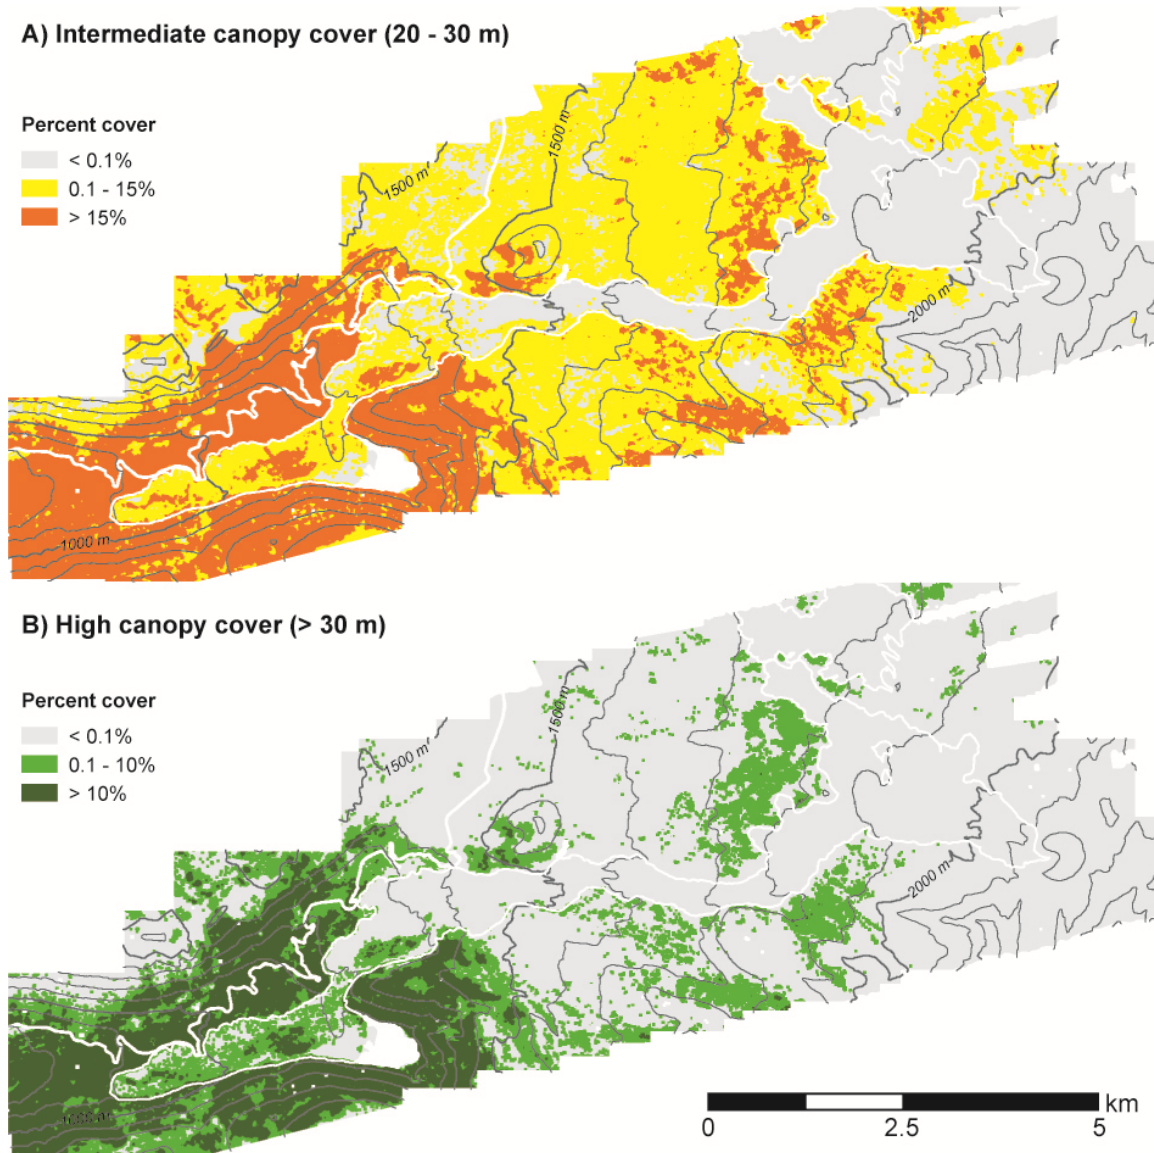 A) Intermediate canopy cover (20 - 30 m)
Percent cover
< 0.1%
0.1 - 15%
> 15%
1500 m
1500 m
2000 m
1000 m
B) High canopy cover (> 30 m)
Percent cover
< 0.1%
0.1 - 10%
> 10%
1500 m
1500 m
2000 m
1000 m
km
0
2.5
5